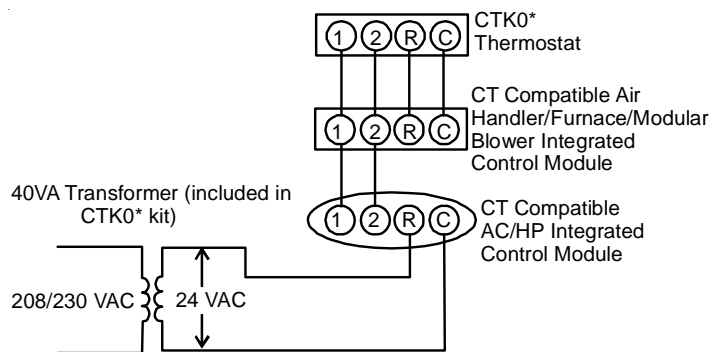 CTK0*
Thermostat
1 2 R C
CT Compatible Air
Handler/Furnace/Modular
Blower Integrated
Control Module
1 2 R C
40VA Transformer (included in
CTK0* kit)
1 2 R C
CT Compatible
AC/HP Integrated
Control Module
208/230 VAC
24 VAC